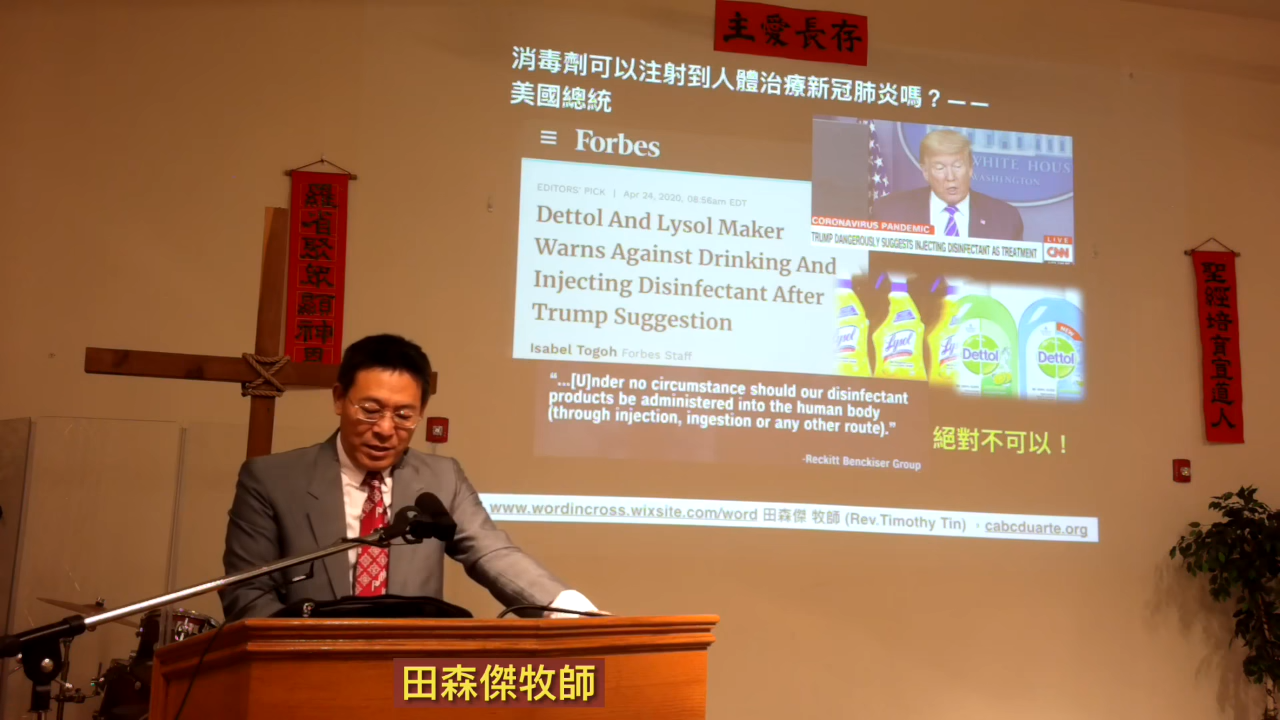 主愛長存
消毒劑可以注射到人體治療新冠肺炎嗎？——
美國總統
Forbes
EDITORS' PICK | Apr 24, 2020, 08:56am EDT
Dettol And Lysol Maker
Warns Against Drinking And
Injecting Disinfectant After
Trump Suggestion
Isabel Togoh Forbes Staff
WHITE HOUS
WASHINGTON
CORONAVIRUS PANDEMIC
TRUMP DANGEROUSLY SUGGESTS INJECTING DISINFECTANT AS TREATMENT
LIVE
CNN
Lysol
Dettol
Dettol
“...[U]nder no circumstance should our disinfectant
products be administered into the human body
(through injection, ingestion or any other route).”
-Reckitt Benckiser Group
絕對不可以！
www.wordincross.wixsite.com/word 田森傑 牧師 (Rev.Timothy Tin) , cabcduarte.org
聖經培育宣道人
田森傑牧師